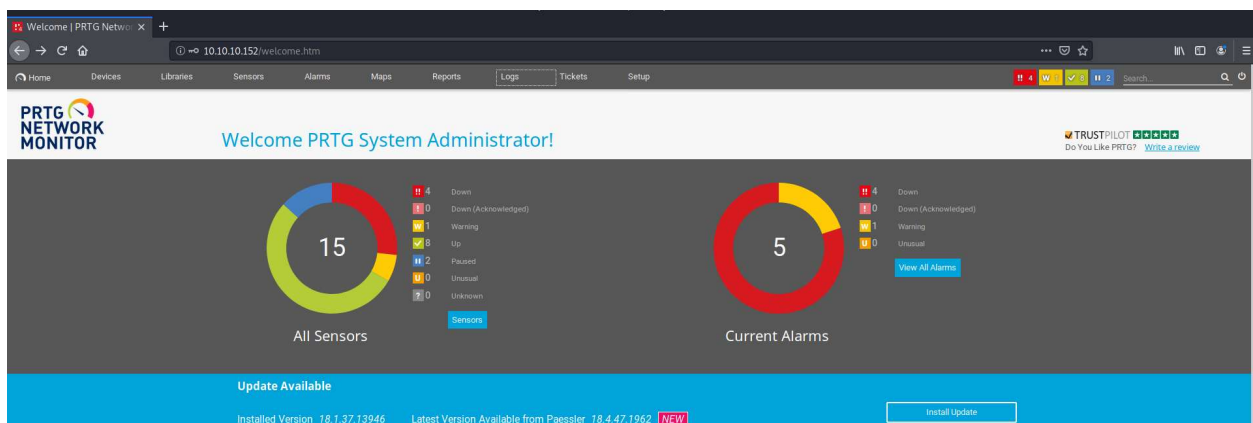 Welcome | PRTG Networ
10.10.10.152/welcome.htm
Home Devices Libraries Sensors Alarms Maps Reports Logs Tickets Setup
!! 4 W 1 8 2 Search...
PRTG NETWORK MONITOR
Welcome PRTG System Administrator!
TRUSTPILOT
Do You Like PRTG? Write a review
15
!! 4 Down
! 0 Down (Acknowledged)
W 1 Warning
8 Up
2 Paused
U 0 Unusual
? 0 Unknown
Sensors
All Sensors
5
!! 4 Down
! 0 Down (Acknowledged)
W 1 Warning
U 0 Unusual
View All Alarms
Current Alarms
Update Available
Installed Version 18.1.37.13946 Latest Version Available from Paessler 18.4.47.1962 NEW
Install Update